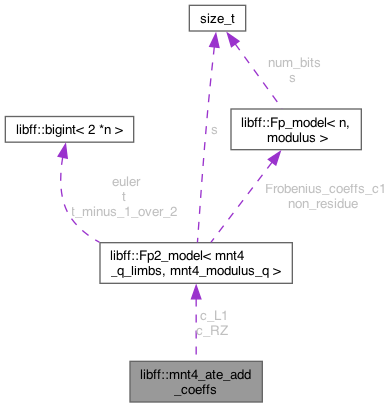 size_t
num_bits
s
libff::bigint< 2 *n >
s
libff::Fp_model< n,
modulus >
euler
t
t_minus_1_over_2
Frobenius_coeffs_c1
non_residue
libff::Fp2_model< mnt4
_q_limbs, mnt4_modulus_q >
c_L1
c_RZ
libff::mnt4_ate_add
_coeffs